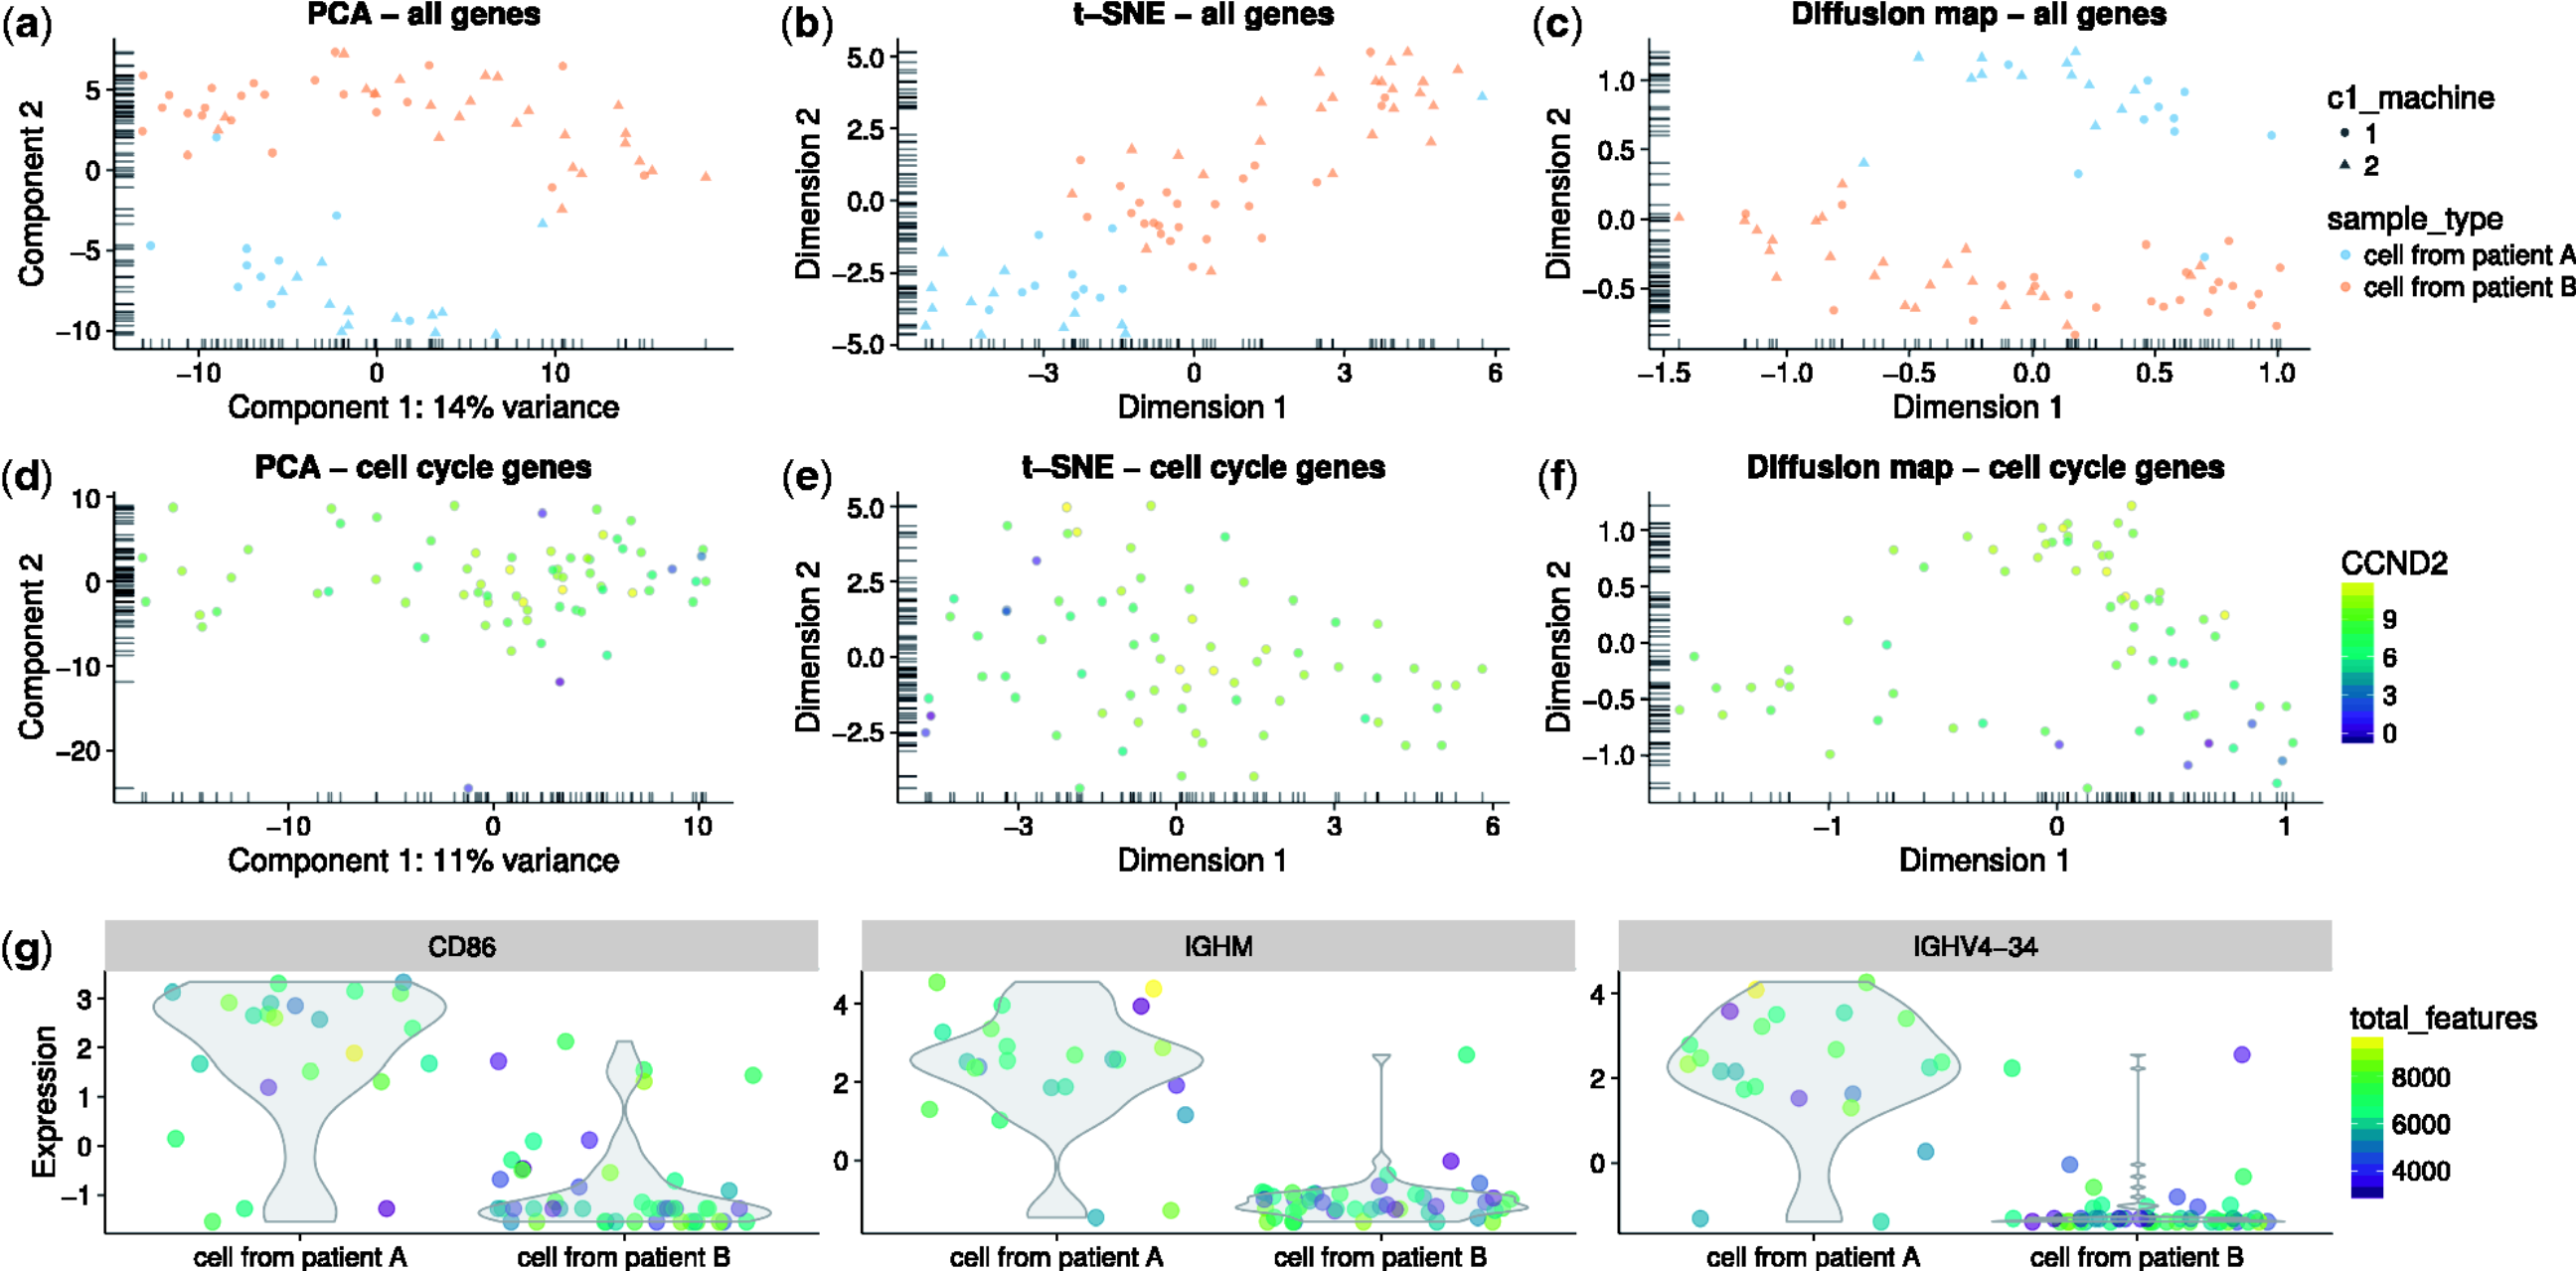 (a) PCA – all genes
5
0
−5
−10
Component 2
−10 0 10
Component 1: 14% variance
(b) t−SNE – all genes
5.0
2.5
0.0
−2.5
−5.0
Dimension 2
−3 0 3 6
Dimension 1
(c) Diffusion map – all genes
1.0
0.5
0.0
−0.5
Dimension 2
−1.5 −1.0 −0.5 0.0 0.5 1.0
Dimension 1
c1_machine
1
2
sample_type
cell from patient A
cell from patient B
(d) PCA – cell cycle genes
10
0
−10
−20
Component 2
−10 0 10
Component 1: 11% variance
(e) t−SNE – cell cycle genes
5.0
2.5
0.0
−2.5
Dimension 2
−3 0 3 6
Dimension 1
(f) Diffusion map – cell cycle genes
1.0
0.5
0.0
−0.5
−1.0
Dimension 2
−1 0 1
Dimension 1
CCND2
9
6
3
0
(g)
CD86
3
2
1
0
−1
Expression
cell from patient A cell from patient B
IGHM
4
2
0
cell from patient A cell from patient B
IGHV4−34
4
2
0
cell from patient A cell from patient B
total_features
8000
6000
4000